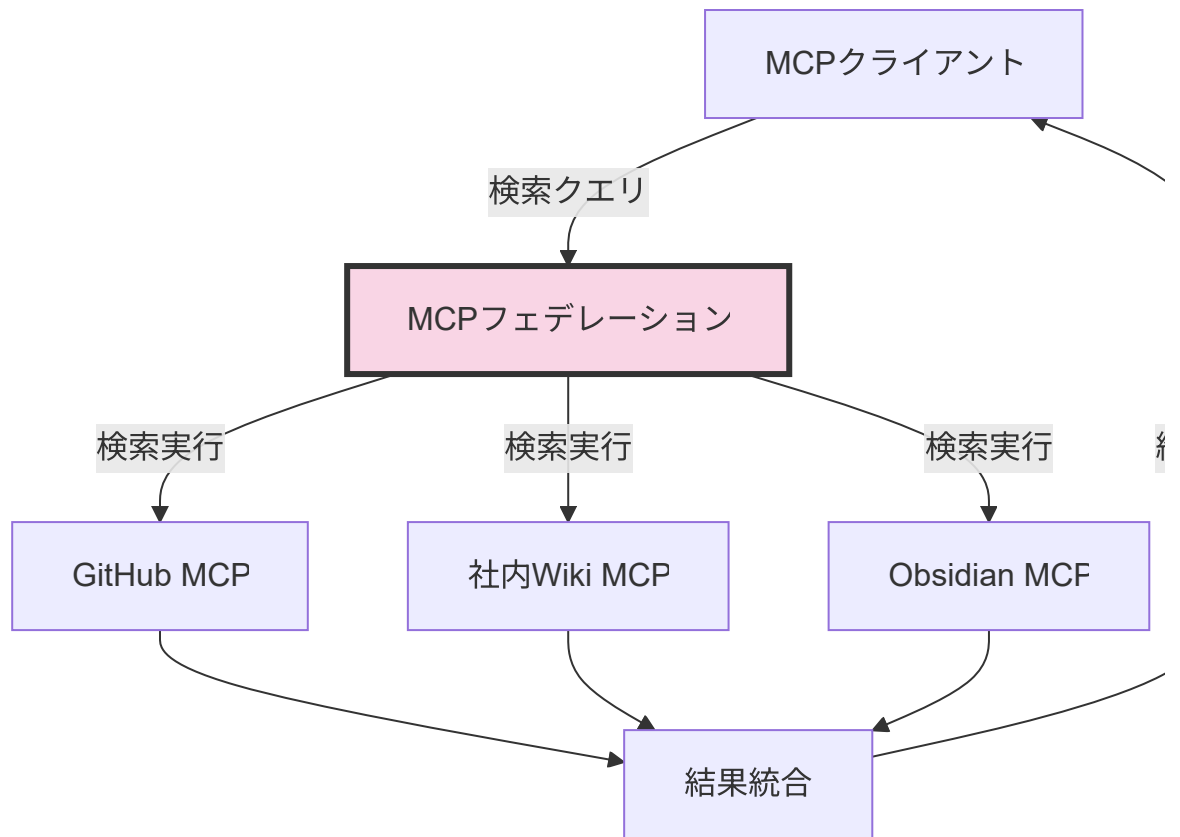 MCPクライアント
検索クエリ
MCPフェデレーション
検索実行
検索実行
検索実行
GitHub MCP
社内Wiki MCP
Obsidian MCP
結果統合